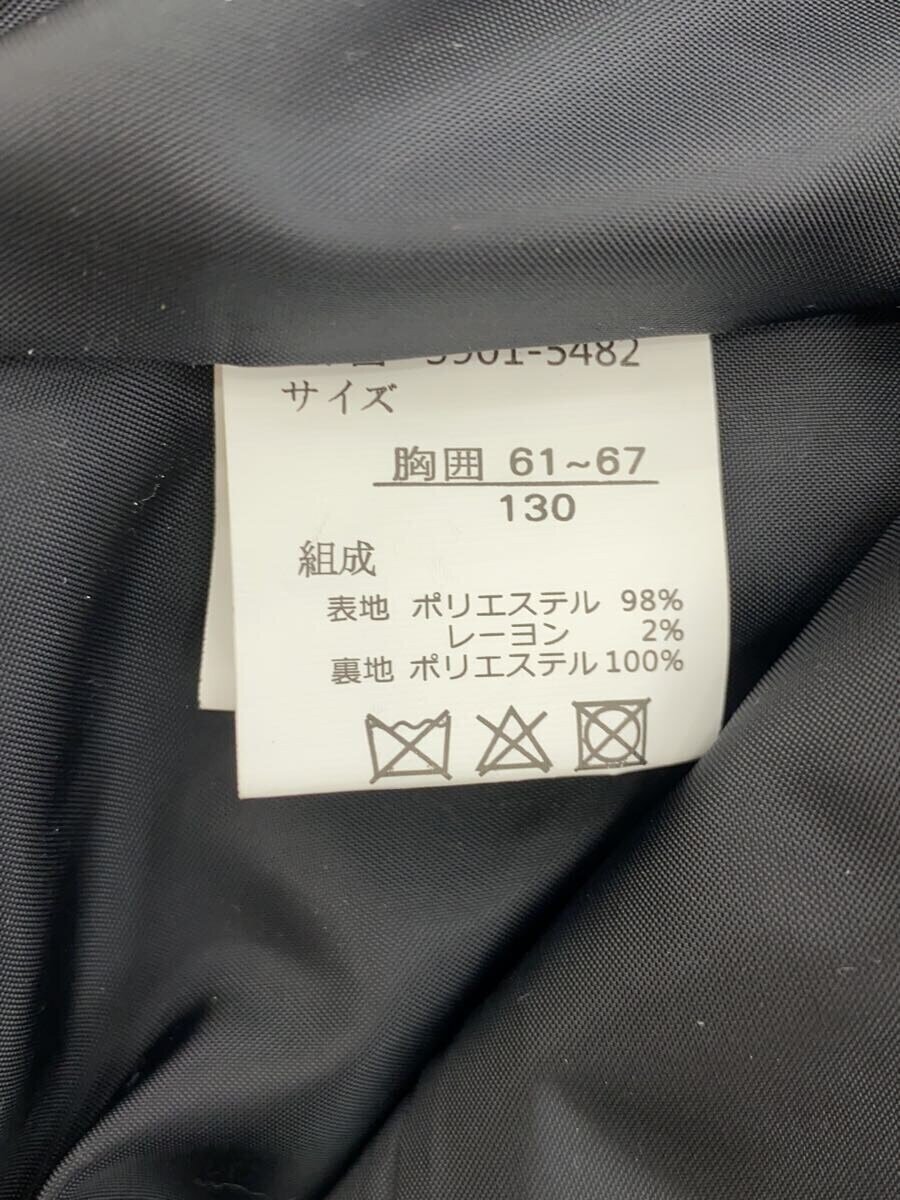 5482
サイズ
胸囲 61~67
130
組成
表地 ポリエステル 98%
レーヨン 2%
裏地 ポリエステル 100%